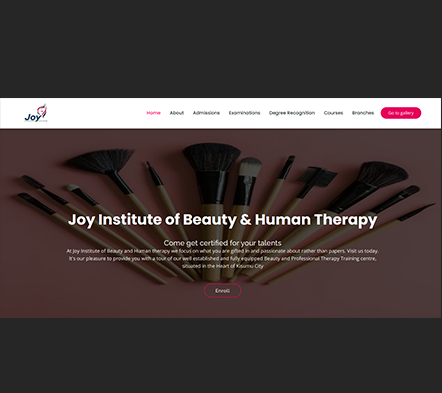 Joy
Home About Admissions Examinations Degree Recognition Courses Branches Go to gallery
Joy Institute of Beauty & Human Therapy
Come get certified for your talents
At Joy Institute of Beauty and Human therapy we focus on what you are gifted in and passionate about rather than papers. Visit us today.
It's our pleasure to provide you with a tour of our well established and fully equipped Beauty and Professional Therapy Training centre,
situated in the Heart of Kisumu City
Enroll